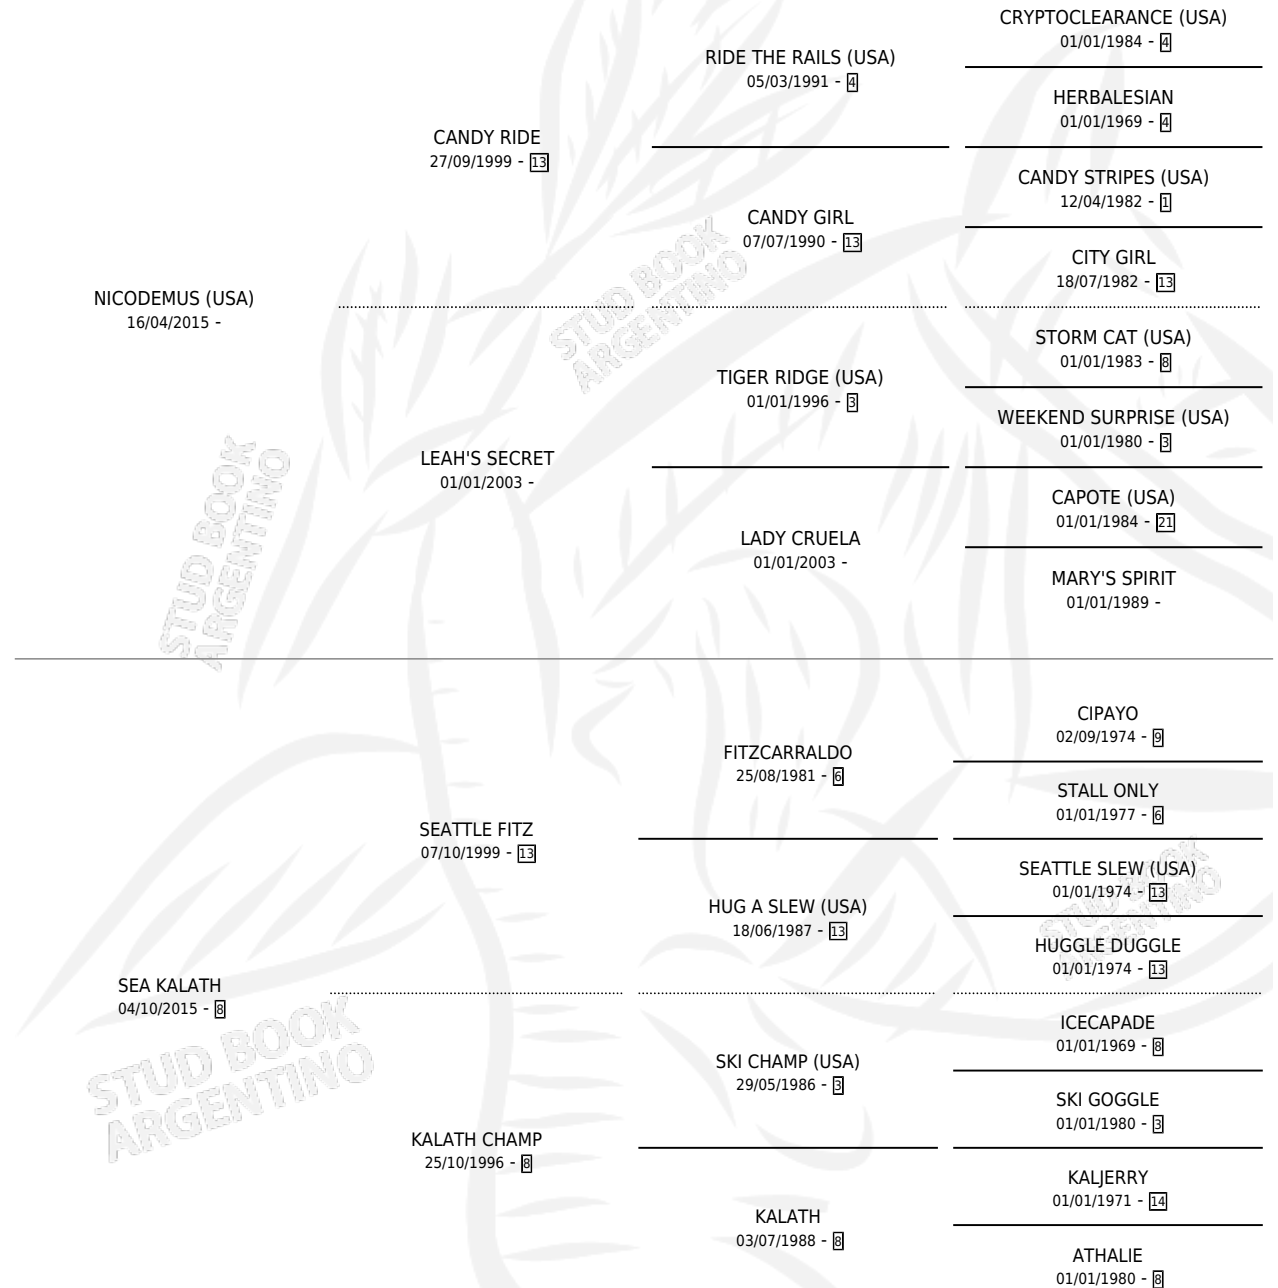 CRYPTOCLEARANCE (USA)
01/01/1984 - 4
RIDE THE RAILS (USA)
05/03/1991 - 4
HERBALESIAN
01/01/1969 - 4
CANDY RIDE
27/09/1999 - 13
CANDY STRIPES (USA)
12/04/1982 - 1
CANDY GIRL
07/07/1990 - 13
CITY GIRL
18/07/1982 - 13
NICODEMUS (USA)
16/04/2015 -
STORM CAT (USA)
01/01/1983 - 8
TIGER RIDGE (USA)
01/01/1996 - 3
WEEKEND SURPRISE (USA)
01/01/1980 - 3
LEAH'S SECRET
01/01/2003 -
CAPOTE (USA)
01/01/1984 - 21
LADY CRUELA
01/01/2003 -
MARY'S SPIRIT
01/01/1989 -
CIPAYO
02/09/1974 - 9
FITZCARRALDO
25/08/1981 - 6
STALL ONLY
01/01/1977 - 6
SEATTLE FITZ
07/10/1999 - 13
SEATTLE SLEW (USA)
01/01/1974 - 13
HUG A SLEW (USA)
18/06/1987 - 13
HUGGLE DUGGLE
01/01/1974 - 13
SEA KALATH
04/10/2015 - 8
ICECAPADE
01/01/1969 - 8
SKI CHAMP (USA)
29/05/1986 - 3
SKI GOGGLE
01/01/1980 - 3
KALATH CHAMP
25/10/1996 - 8
KALJERRY
01/01/1971 - 14
KALATH
03/07/1988 - 8
ATHALIE
01/01/1980 - 8
STUD BOOK
ARGENTINO
STUD BOOK
ARGENTINO
STUD BOOK
ARGENTINO
STUD BOOK
ARGENTINO